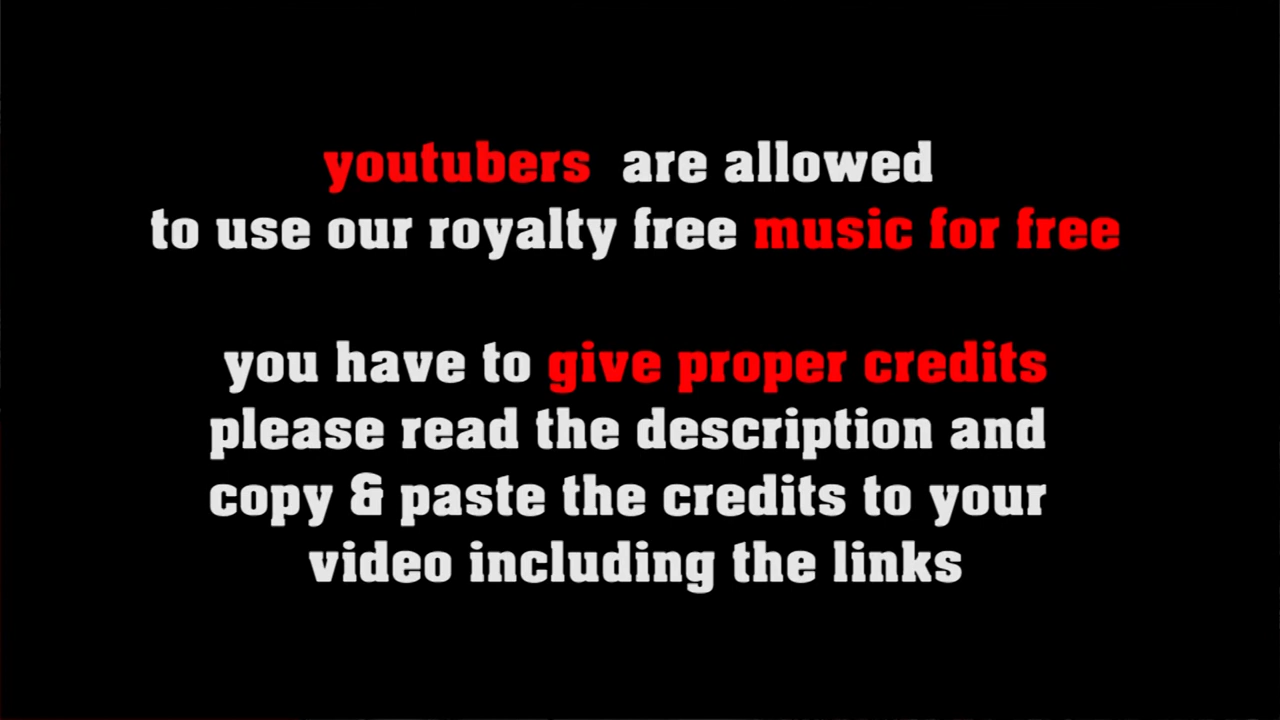 youtubers are allowed
to use our royalty free music for free
you have to give proper credits
please read the description and
copy & paste the credits to your
video including the links